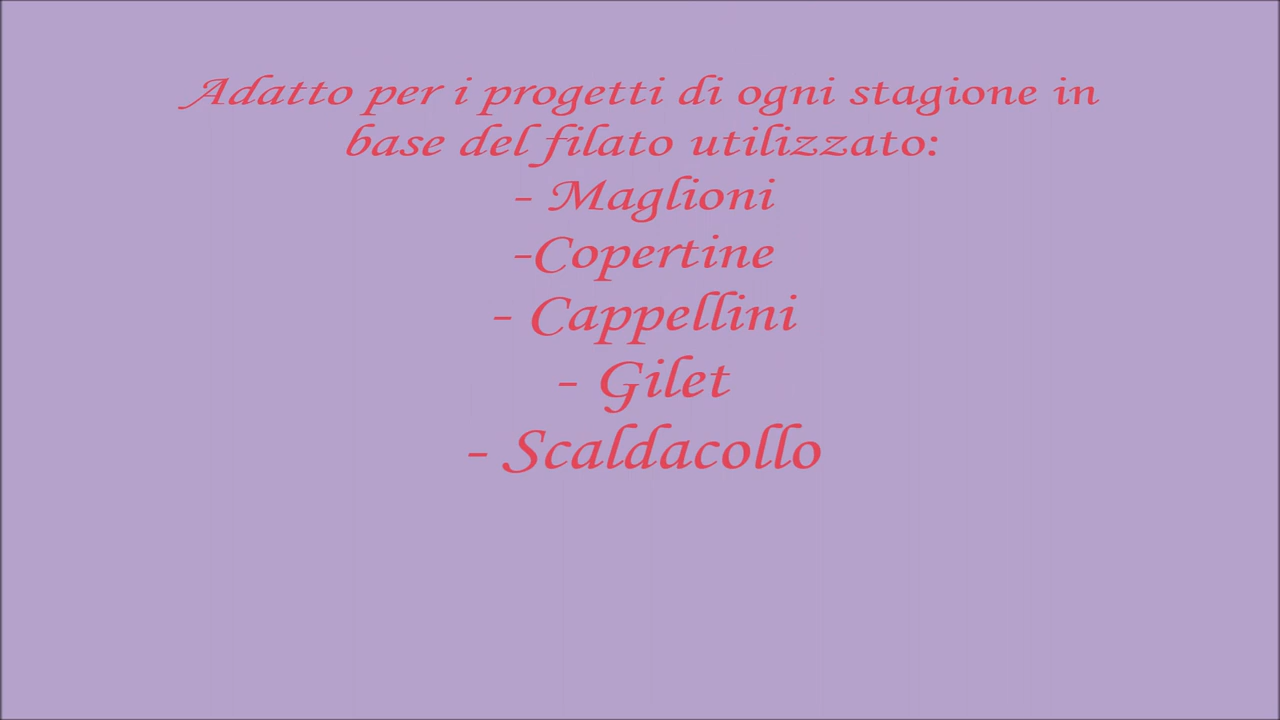 Adatto per i progetti di ogni stagione in
base del filato utilizzato:
- Maglioni
-Copertine
- Cappellini
- Gilet
- Scaldacollo